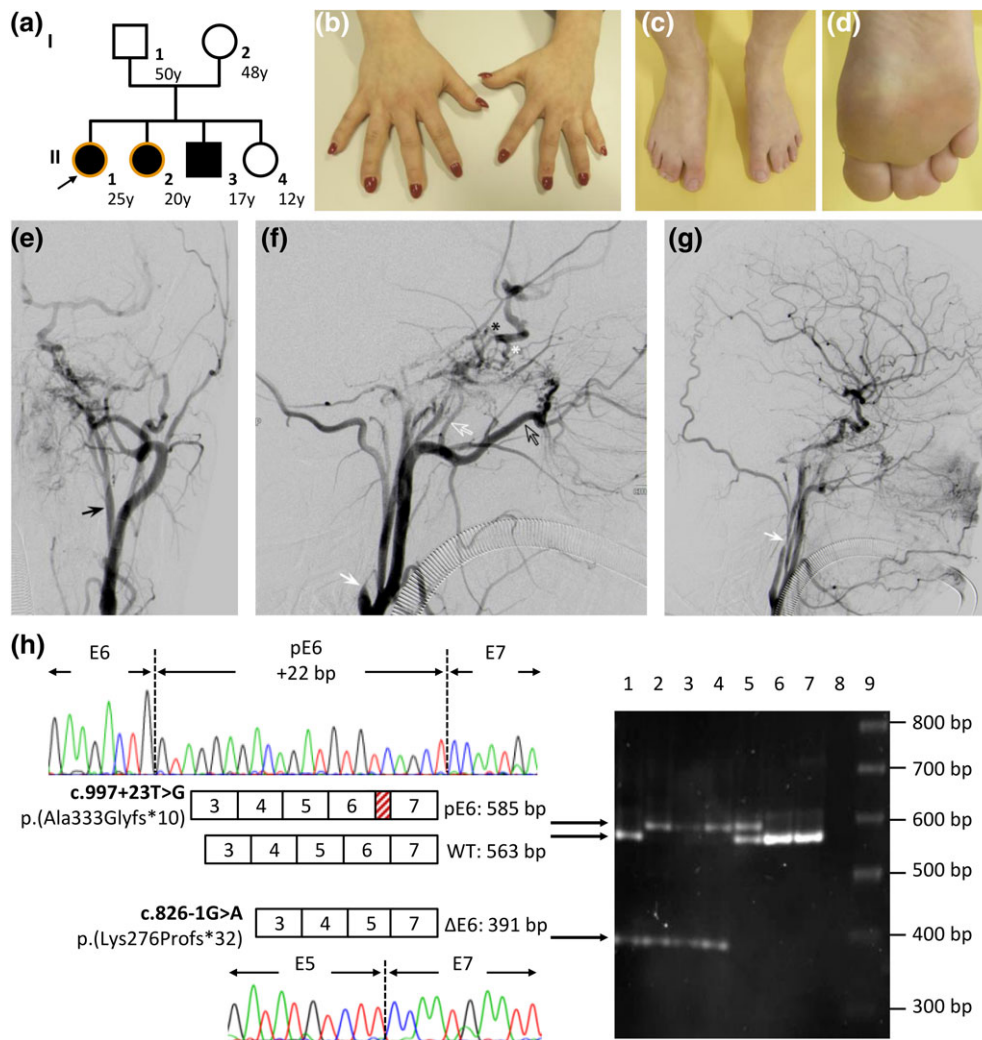 (a)
I
1
50y
2
48y
II
1
25y
2
20y
3
17y
4
12y
(b)
(c)
(d)
(e)
(f)
*
*
(g)
(h)
E6
pE6
+22 bp
E7
c.997+23T>G
p.(Ala333Glyfs*10)
3 4 5 6 7
pE6: 585 bp
3 4 5 6 7
WT: 563 bp
c.826-1G>A
p.(Lys276Profs*32)
3 4 5 7
ΔE6: 391 bp
E5
E7
1 2 3 4 5 6 7 8 9
800 bp
700 bp
600 bp
500 bp
400 bp
300 bp